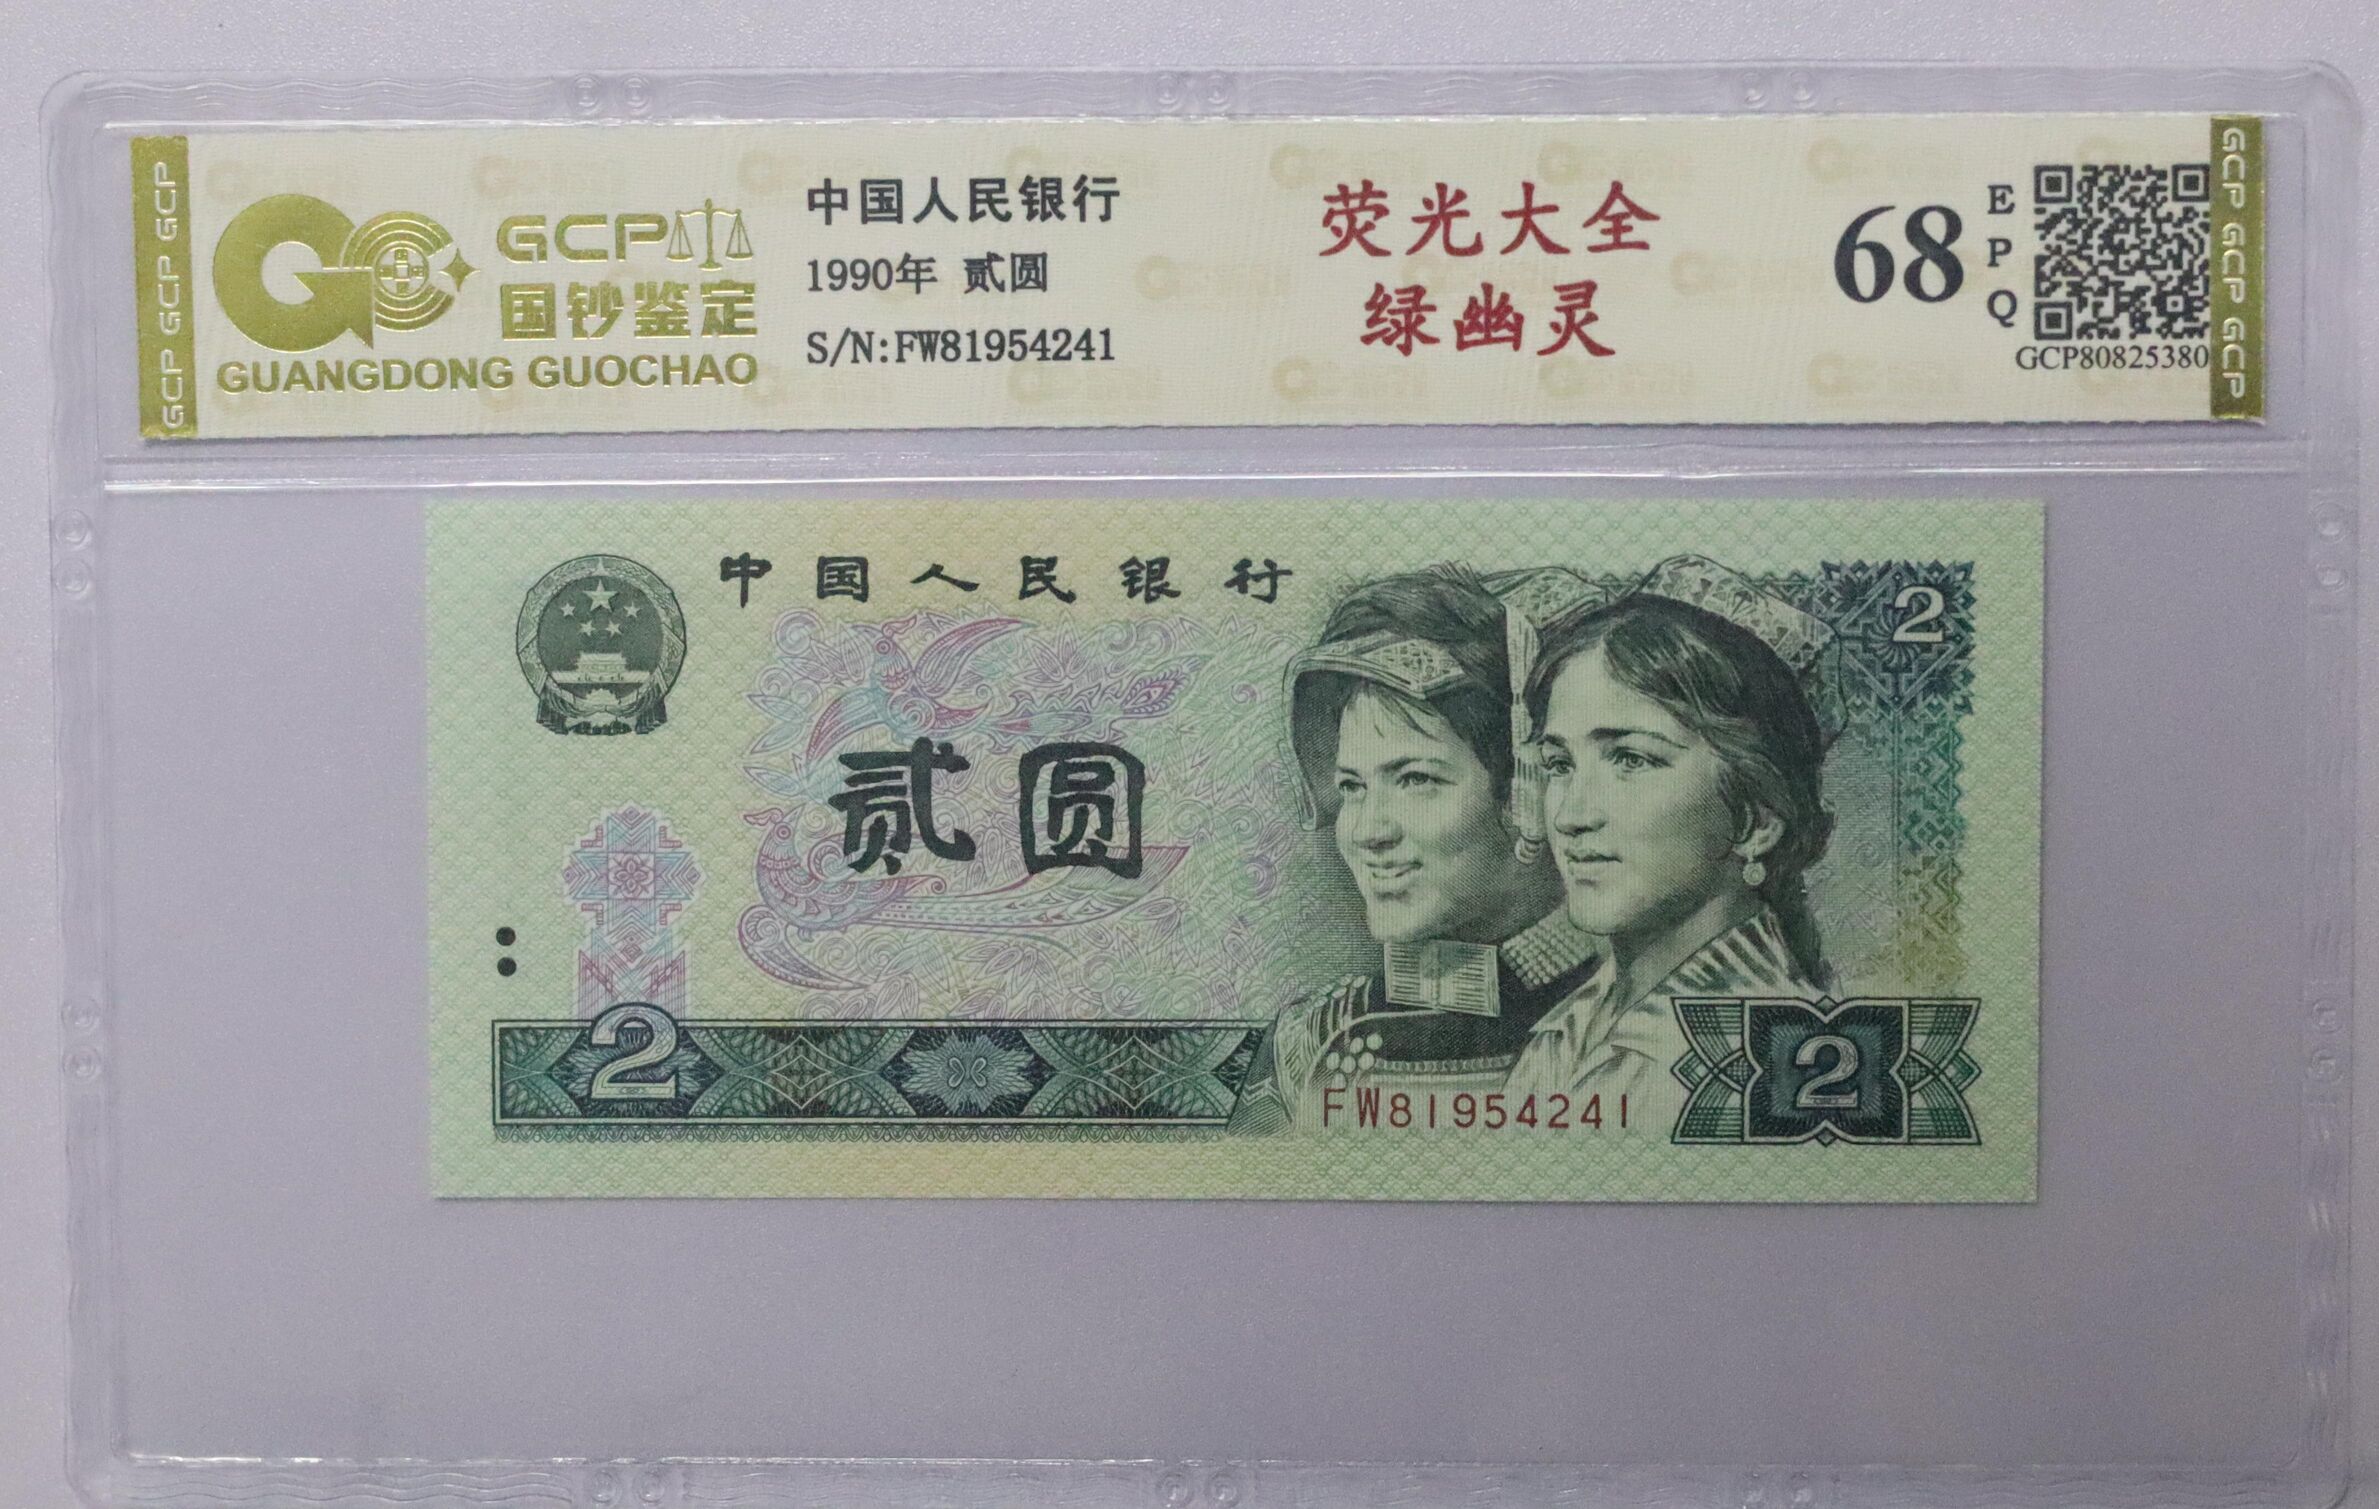 GCP GCP GCP
GCP
国钞鉴定
GUANGDONG GUOCHAO
中国人民银行
1990年 贰圆
S/N:FW81954241
荧光大全
绿幽灵
68
E
P
Q
GCP80825380
GCP GCP GCP GCP
中国人民银行
2
贰圆
2
FW81954241
2